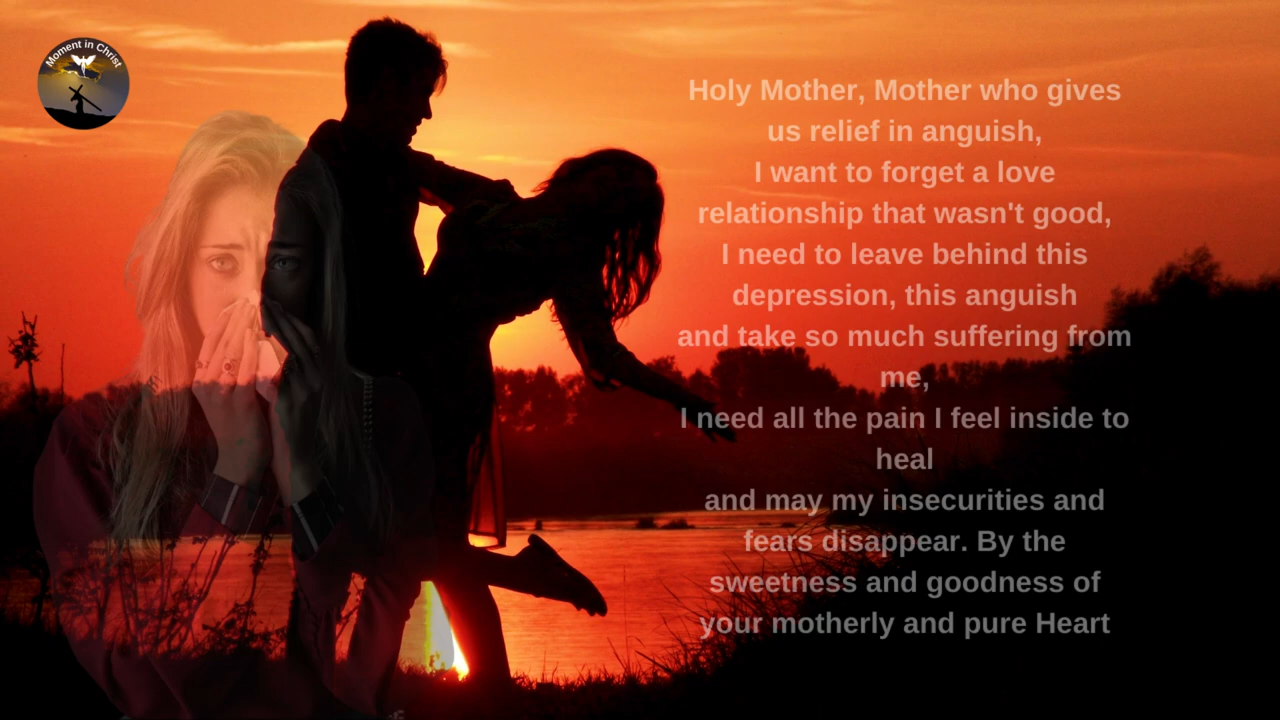 Moment in Christ
Holy Mother, Mother who gives
us relief in anguish,
I want to forget a love
relationship that wasn't good,
I need to leave behind this
depression, this anguish
and take so much suffering from
me,
I need all the pain I feel inside to
heal
and may my insecurities and
fears disappear. By the
sweetness and goodness of
your motherly and pure Heart